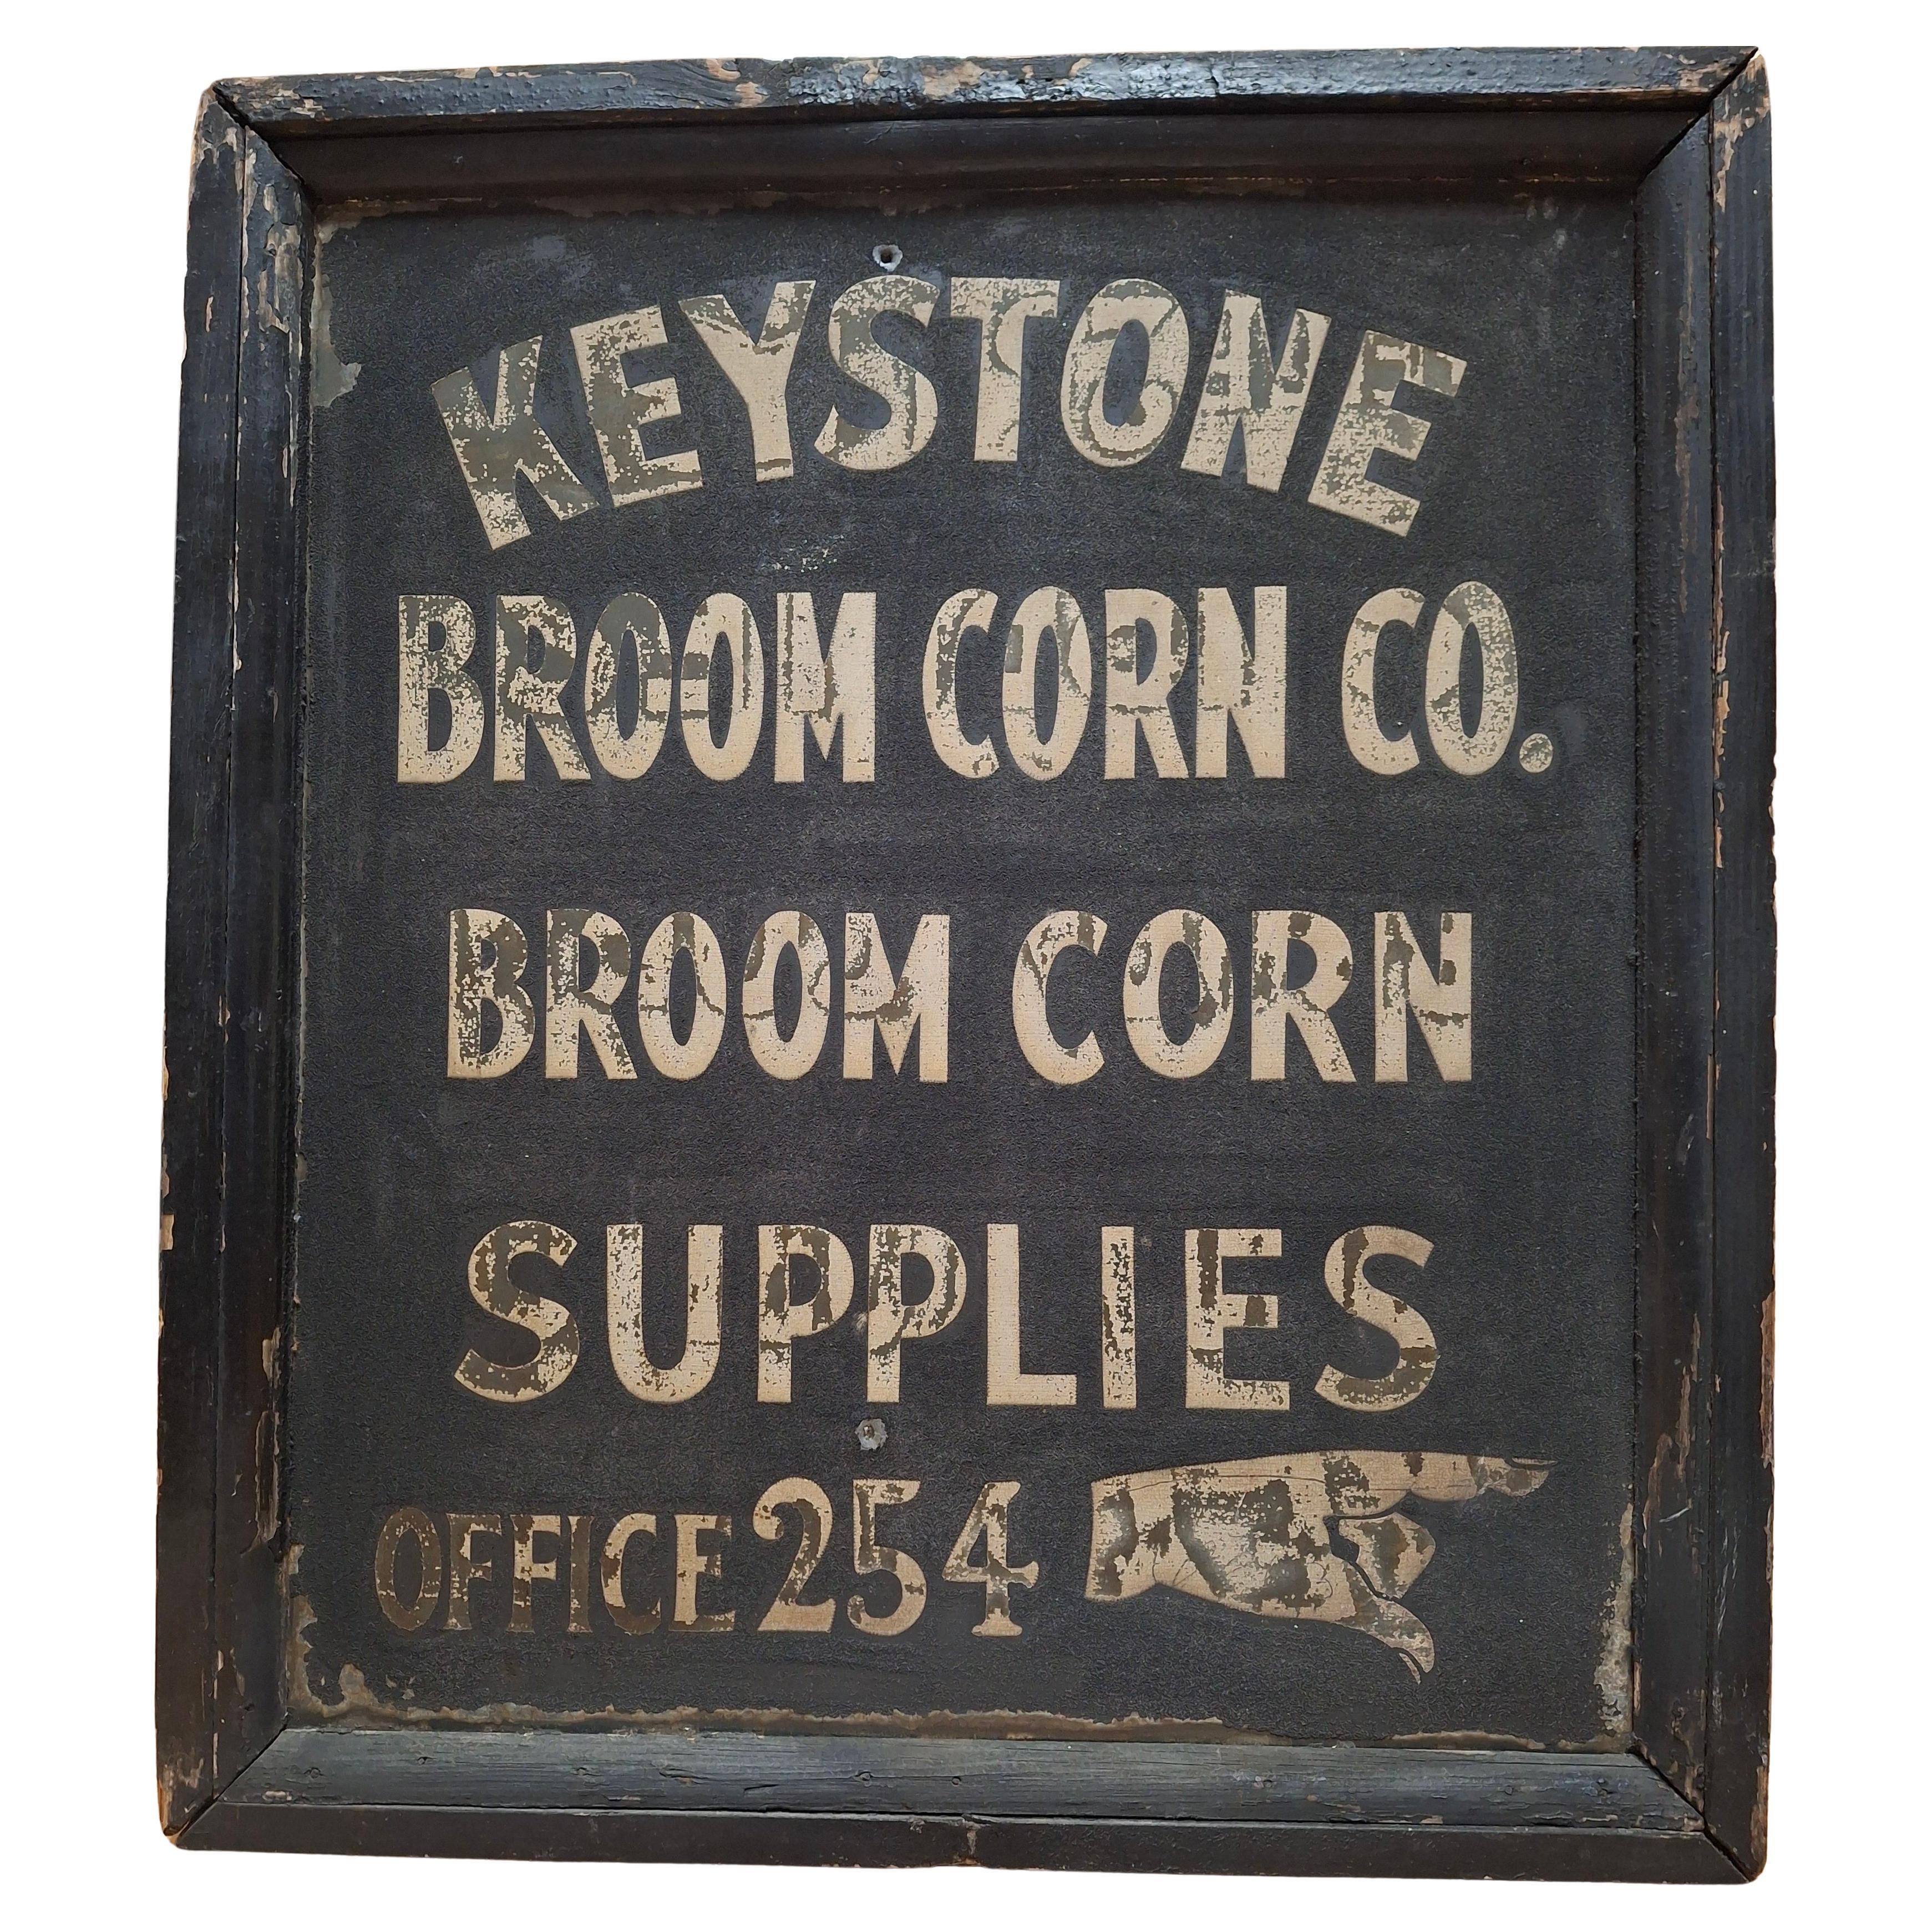 KEYSTONE
BROOM CORN CO.
BROOM CORN
SUPPLIES
OFFICE 254